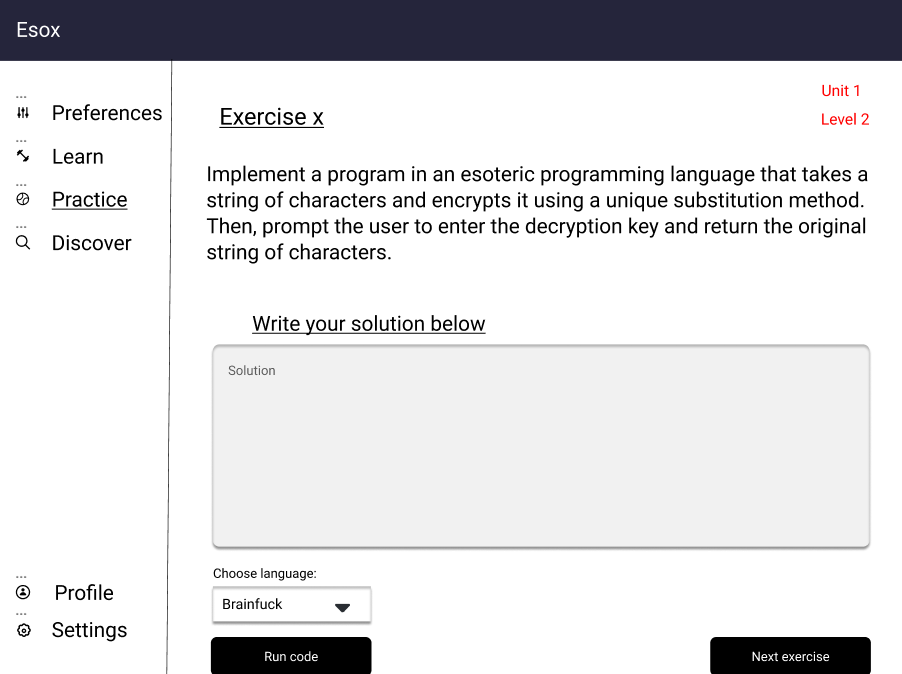 Esox
Preferences
Learn
Practice
Discover
Profile
Settings
Unit 1
Level 2
Exercise x
Implement a program in an esoteric programming language that takes a
string of characters and encrypts it using a unique substitution method.
Then, prompt the user to enter the decryption key and return the original
string of characters.
Write your solution below
Solution
Choose language:
Brainfuck
Run code
Next exercise